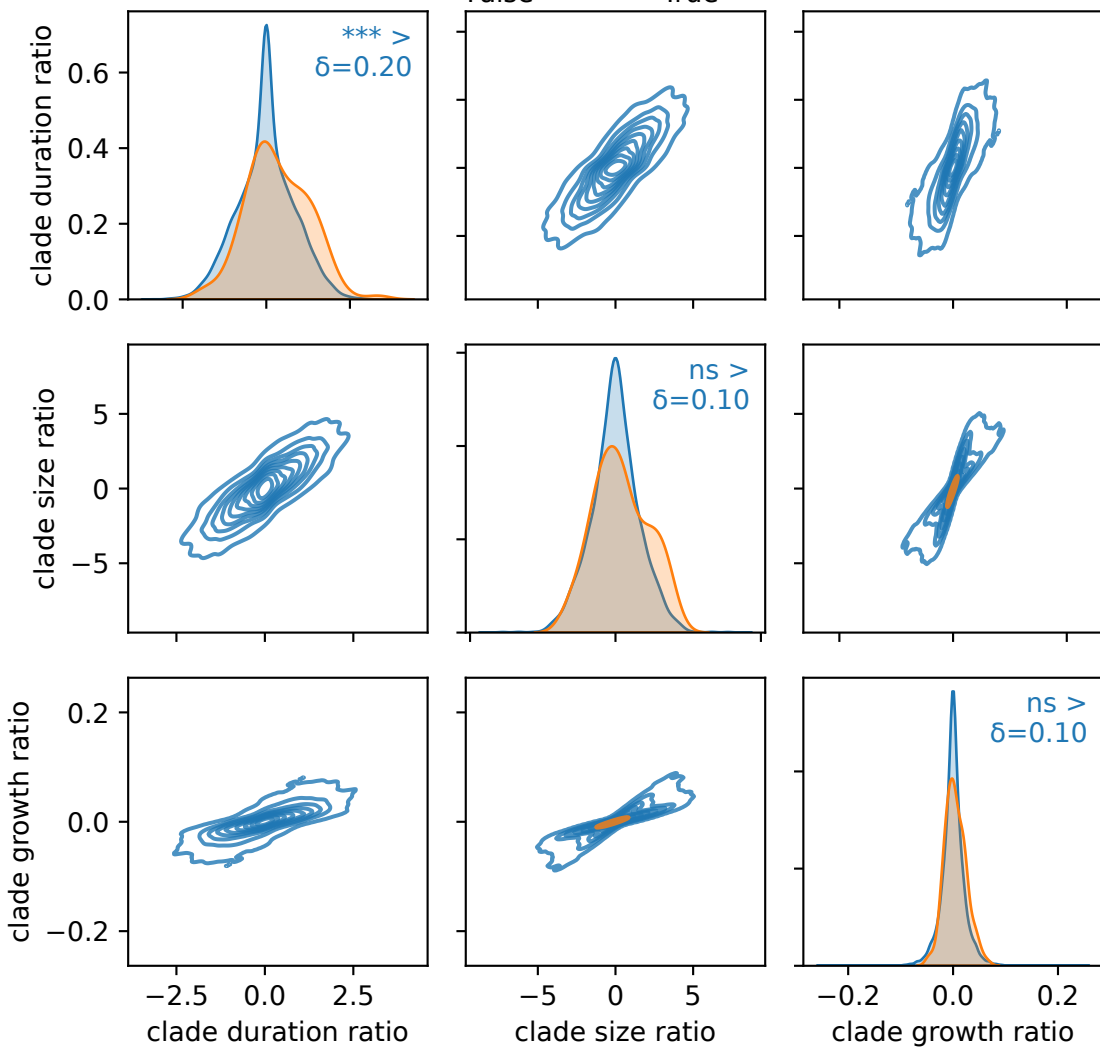 True
clade duration ratio
0.6
0.4
0.2
0.0
*** >
δ=0.20
clade size ratio
5
0
−5
ns >
δ=0.10
clade growth ratio
0.2
0.0
−0.2
ns >
δ=0.10
−2.5 0.0 2.5
−5 0 5
−0.2 0.0 0.2
clade duration ratio
clade size ratio
clade growth ratio